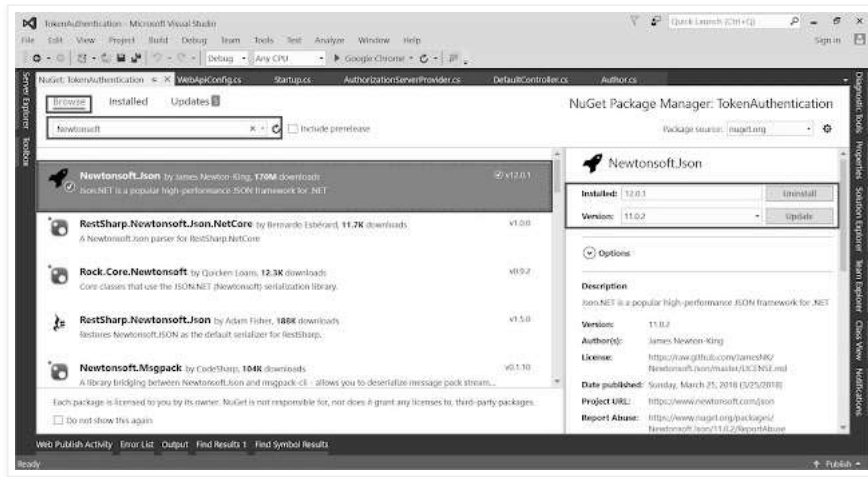 TokenAuthentication - Microsoft Visual Studio
Quick Launch (Ctrl+Q)
File Edit View Project Build Debug Team Tools Test Analyze Window Help
Sign in
Debug Any CPU Google Chrome
NuGet: TokenAuthentication WebApiConfig.cs Startup.cs AuthorizationServerProvider.cs DefaultController.cs Author.cs
Server Explorer
Toolbox
Browse Installed Updates
NuGet Package Manager: TokenAuthentication
Newtonsoft
Include prerelease
Package source: nuget.org
Newtonsoft.Json by James Newton-King, 170M downloads
v12.0.1
Json.NET is a popular high-performance JSON framework for .NET
RestSharp.Newtonsoft.Json.NetCore by Bernardo Esbérard, 11.7K downloads
v1.0.0
A Newtonsoft.Json parser for RestSharp.NetCore
Rock.Core.Newtonsoft by Quicken Loans, 12.3K downloads
v0.9.2
Core classes that use the JSON.NET (Newtonsoft) serialization library.
RestSharp.Newtonsoft.Json by Adam Fisher, 188K downloads
v1.5.0
Restores Newtonsoft.JSON as the default serializer for RestSharp.
Newtonsoft.Msgpack by CodeSharp, 104K downloads
v0.1.10
A library bridging between Newtonsoft.Json and msgpack-cli - allows you to deserialize message pack stream...
Each package is licensed to you by its owner. NuGet is not responsible for, nor does it grant any licenses to, third-party packages.
Do not show this again
Newtonsoft.Json
Installed: 12.0.1 Uninstall
Version: 11.0.2 Update
Options
Description
Json.NET is a popular high-performance JSON framework for .NET
Version: 11.0.2
Author(s): James Newton-King
License: https://raw.github.com/JamesNK/
Newtonsoft.Json/master/LICENSE.md
Date published: Sunday, March 25, 2018 (3/25/2018)
Project URL: https://www.newtonsoft.com/json
Report Abuse: https://www.nuget.org/packages/
Newtonsoft.Json/11.0.2/ReportAbuse
Diagnostic Tools
Properties
Solution Explorer
Team Explorer
Class View
Notifications
Web Publish Activity Error List Output Find Results 1 Find Symbol Results
Ready
Publish